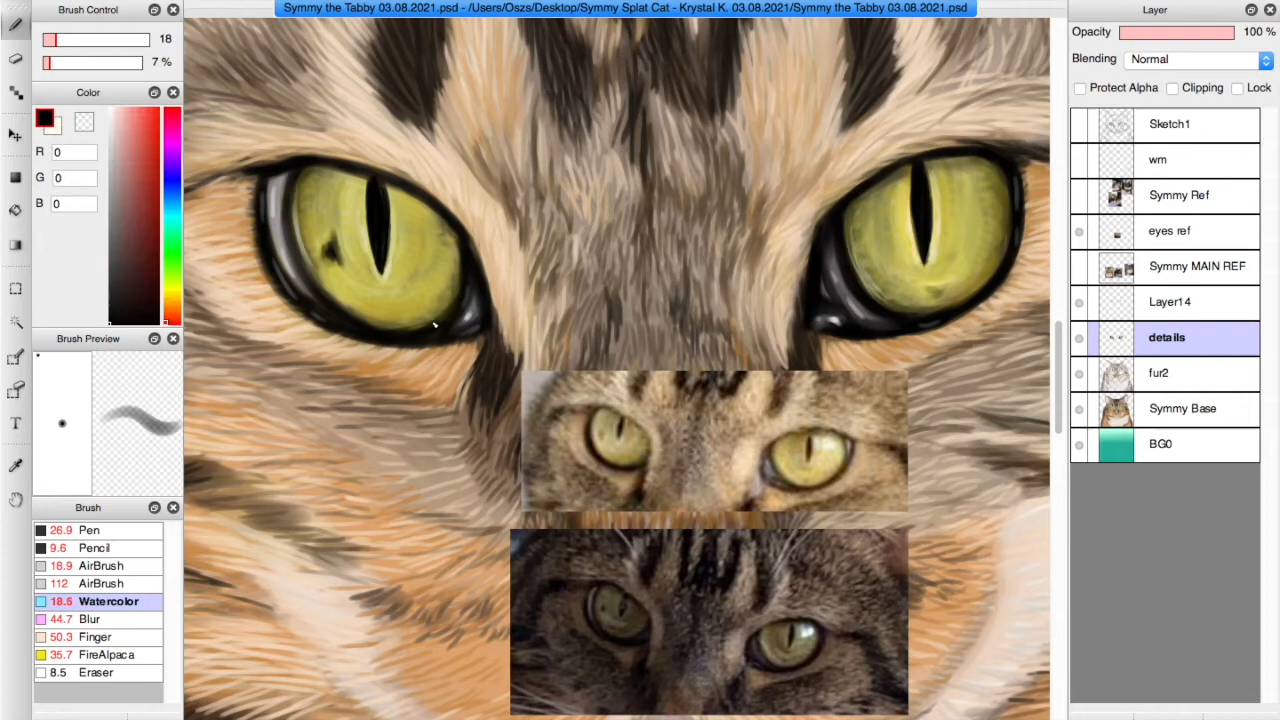 Symmy the Tabby 03.08.2021.psd - /Users/Oszs/Desktop/Symmy Splat Cat - Krystal K. 03.08.2021/Symmy the Tabby 03.08.2021.psd
Brush Control
18
7 %
Color
R 0
G 0
B 0
Brush Preview
Brush
26.9 Pen
9.6 Pencil
18.9 AirBrush
112 AirBrush
18.5 Watercolor
44.7 Blur
50.3 Finger
35.7 FireAlpaca
8.5 Eraser
T
Layer
Opacity 100 %
Blending Normal
Protect Alpha Clipping Lock
Sketch1
wm
Symmy Ref
eyes ref
Symmy MAIN REF
Layer14
details
fur2
Symmy Base
BG0